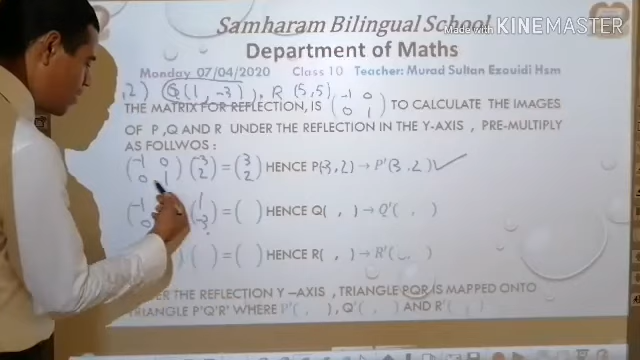 Made with KINEMASTER
Samharam Bilingual School
Department of Maths
Monday 07/04/2020 Class 10 Teacher: Murad Sultan Ezouidi Hsm
,2) Q(1, -3), R (5,5)
THE MATRIX FOR REFLECTION, IS (-1 0
0 1) TO CALCULATE THE IMAGES
OF P,Q AND R UNDER THE REFLECTION IN THE Y-AXIS, PRE-MULTIPLY
AS FOLLWOS :
(-1 0
0 1) (-3
2) = (3
2) HENCE P(-3, 2) → P'(3, 2) ✓
(-1
0 (1
-3) = ( ) HENCE Q( , ) → Q'( , )
) ( ) = ( ) HENCE R( , ) → R'( , )
THE REFLECTION Y –AXIS, TRIANGLE PQR IS MAPPED ONTO
TRIANGLE P'Q'R' WHERE P'( , ), Q'( , ) AND R'( , )